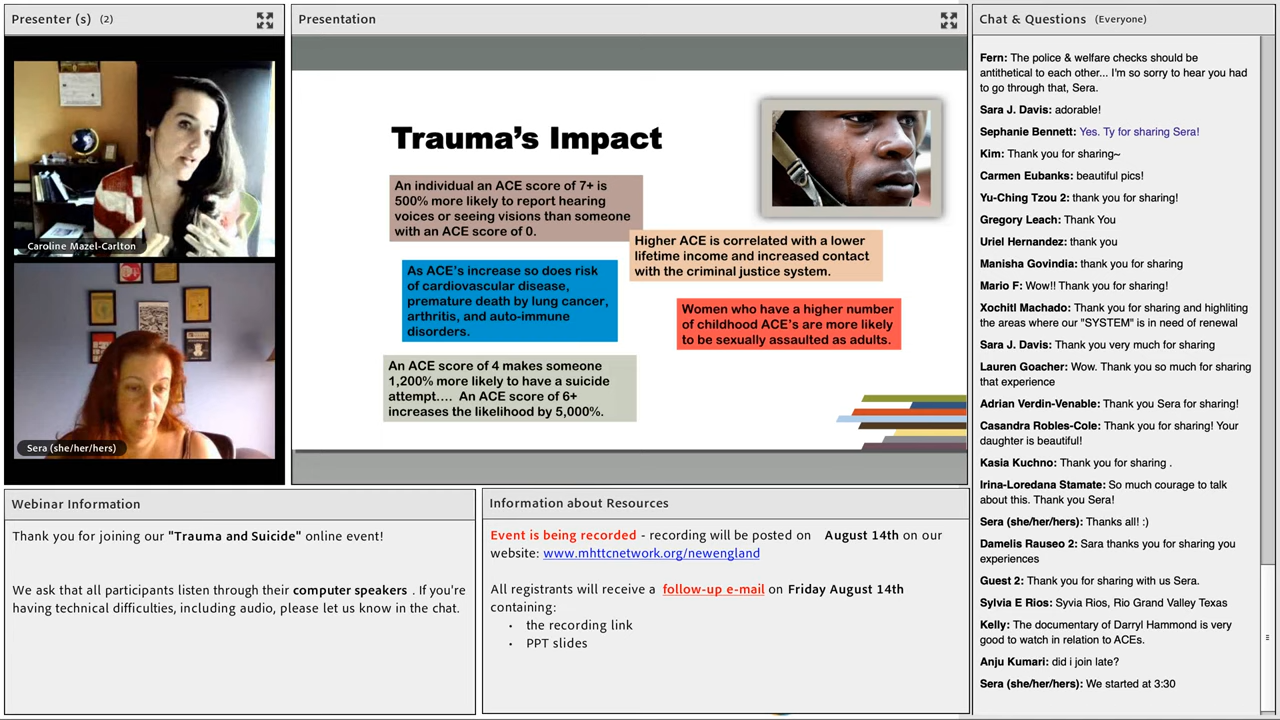 Presenter (s) (2)
Caroline Mazel-Carlton
Sera (she/her/hers)
Presentation
Trauma's Impact
An individual an ACE score of 7+ is
500% more likely to report hearing
voices or seeing visions than someone
with an ACE score of 0.
Higher ACE is correlated with a lower
lifetime income and increased contact
with the criminal justice system.
As ACE's increase so does risk
of cardiovascular disease,
premature death by lung cancer,
arthritis, and auto-immune
disorders.
Women who have a higher number
of childhood ACE's are more likely
to be sexually assaulted as adults.
An ACE score of 4 makes someone
1,200% more likely to have a suicide
attempt.... An ACE score of 6+
increases the likelihood by 5,000%.
Webinar Information
Thank you for joining our "Trauma and Suicide" online event!
We ask that all participants listen through their computer speakers . If you're
having technical difficulties, including audio, please let us know in the chat.
Information about Resources
Event is being recorded - recording will be posted on August 14th on our
website: www.mhttcnetwork.org/newengland
All registrants will receive a follow-up e-mail on Friday August 14th
containing:
• the recording link
• PPT slides
Chat & Questions (Everyone)
Fern: The police & welfare checks should be
antithetical to each other... I'm so sorry to hear you had
to go through that, Sera.
Sara J. Davis: adorable!
Sephanie Bennett: Yes. Ty for sharing Sera!
Kim: Thank you for sharing~
Carmen Eubanks: beautiful pics!
Yu-Ching Tzou 2: thank you for sharing!
Gregory Leach: Thank You
Uriel Hernandez: thank you
Manisha Govindia: thank you for sharing
Mario F: Wow!! Thank you for sharing!
Xochitl Machado: Thank you for sharing and highliting
the areas where our "SYSTEM" is in need of renewal
Sara J. Davis: Thank you very much for sharing
Lauren Goacher: Wow. Thank you so much for sharing
that experience
Adrian Verdin-Venable: Thank you Sera for sharing!
Casandra Robles-Cole: Thank you for sharing! Your
daughter is beautiful!
Kasia Kuchno: Thank you for sharing .
Irina-Loredana Stamate: So much courage to talk
about this. Thank you Sera!
Sera (she/her/hers): Thanks all! :)
Damelis Rauseo 2: Sara thanks you for sharing you
experiences
Guest 2: Thank you for sharing with us Sera.
Sylvia E Rios: Syvia Rios, Rio Grand Valley Texas
Kelly: The documentary of Darryl Hammond is very
good to watch in relation to ACEs.
Anju Kumari: did i join late?
Sera (she/her/hers): We started at 3:30